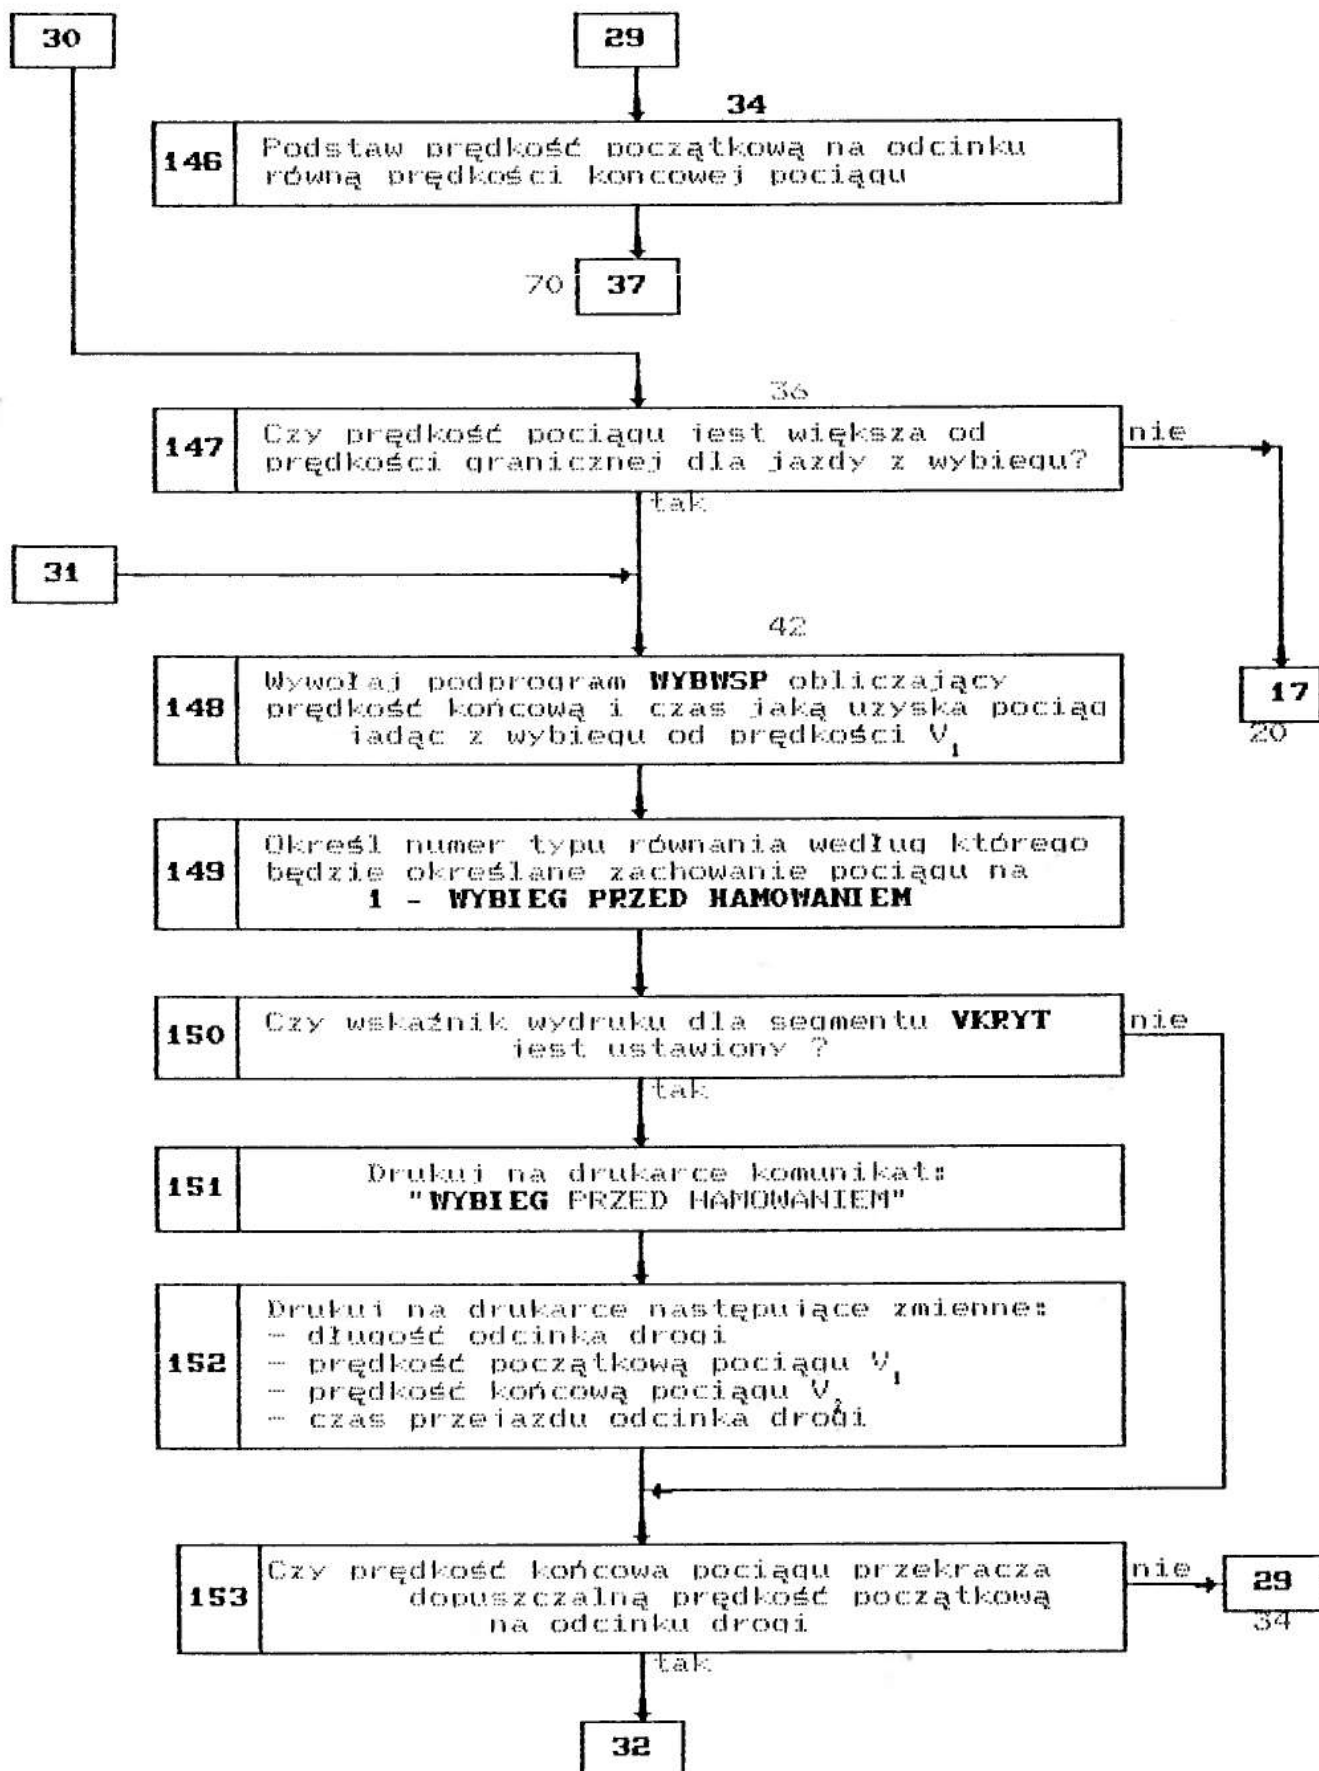 30
29
34
146
Podstaw prędkość początkową na odcinku
równą prędkości koncowej pociągu
70
37
36
147
Czy prędkość pociągu jest większa od
prędkości granicznej dla jazdy z wybiegu?
nie
tak
31
42
148
Wywołaj podprogram WYBWSP obliczający
prędkość końcową i czas jaką uzyska pociąg
jadąc z wybiegu od prędkości V1
17
20
149
Określ numer typu równania według którego
będzie określane zachowanie pociągu na
1 - WYBIEG PRZED HAMOWANIEM
150
Czy wskaźnik wydruku dla segmentu VKRYT
jest ustawiony ?
nie
tak
151
Drukuj na drukarce komunikat:
"WYBIEG PRZED HAMOWANIEM"
152
Drukuj na drukarce następujące zmienne:
- długość odcinka drogi
- prędkość początkową pociągu V1
- prędkość końcową pociągu V2
- czas przejazdu odcinka drogi
153
Czy prędkość końcowa pociągu przekracza
dopuszczalną prędkość początkową
na odcinku drogi
nie
29
34
tak
32